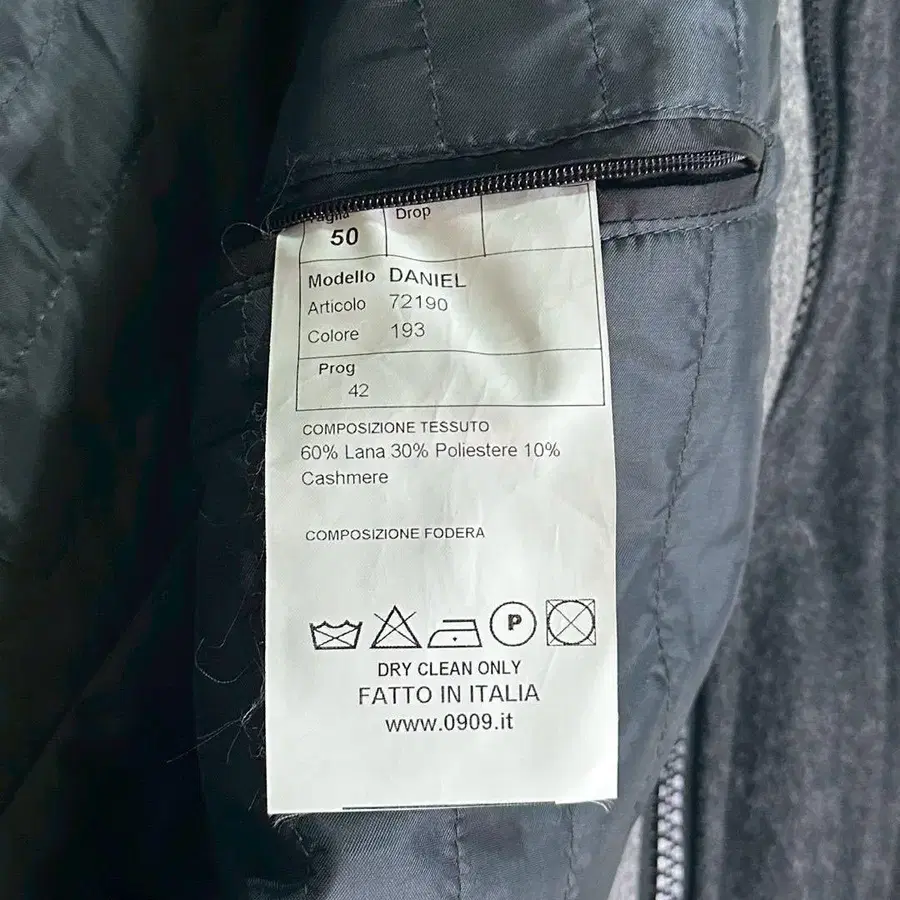 Taglia Drop
50
Modello DANIEL
Articolo 72190
Colore 193
Prog
42
COMPOSIZIONE TESSUTO
60% Lana 30% Poliestere 10%
Cashmere
COMPOSIZIONE FODERA
P
DRY CLEAN ONLY
FATTO IN ITALIA
www.0909.it